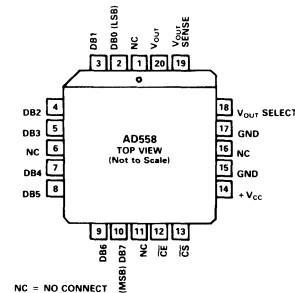 DB1
DB0 (LSB)
NC
VOUT
VOUT SENSE
3 2 1 20 19
DB2 4
DB3 5
NC 6
DB4 7
DB5 8
AD558
TOP VIEW
(Not to Scale)
18 VOUT SELECT
17 GND
16 NC
15 GND
14 +VCC
9 10 11 12 13
DB6
(MSB) DB7
NC
C̅E̅
C̅S̅
NC = NO CONNECT